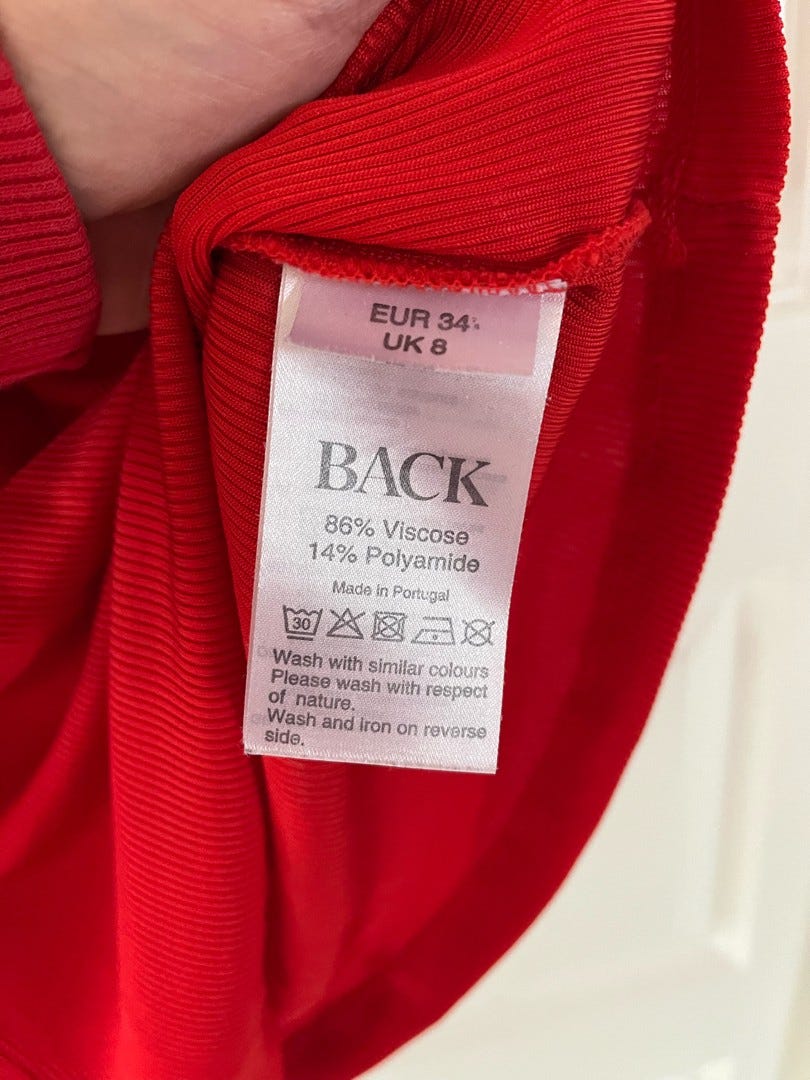 EUR 34
UK 8
BACK
86% Viscose
14% Polyamide
Made in Portugal
30
Wash with similar colours
Please wash with respect
of nature.
Wash and iron on reverse
side.